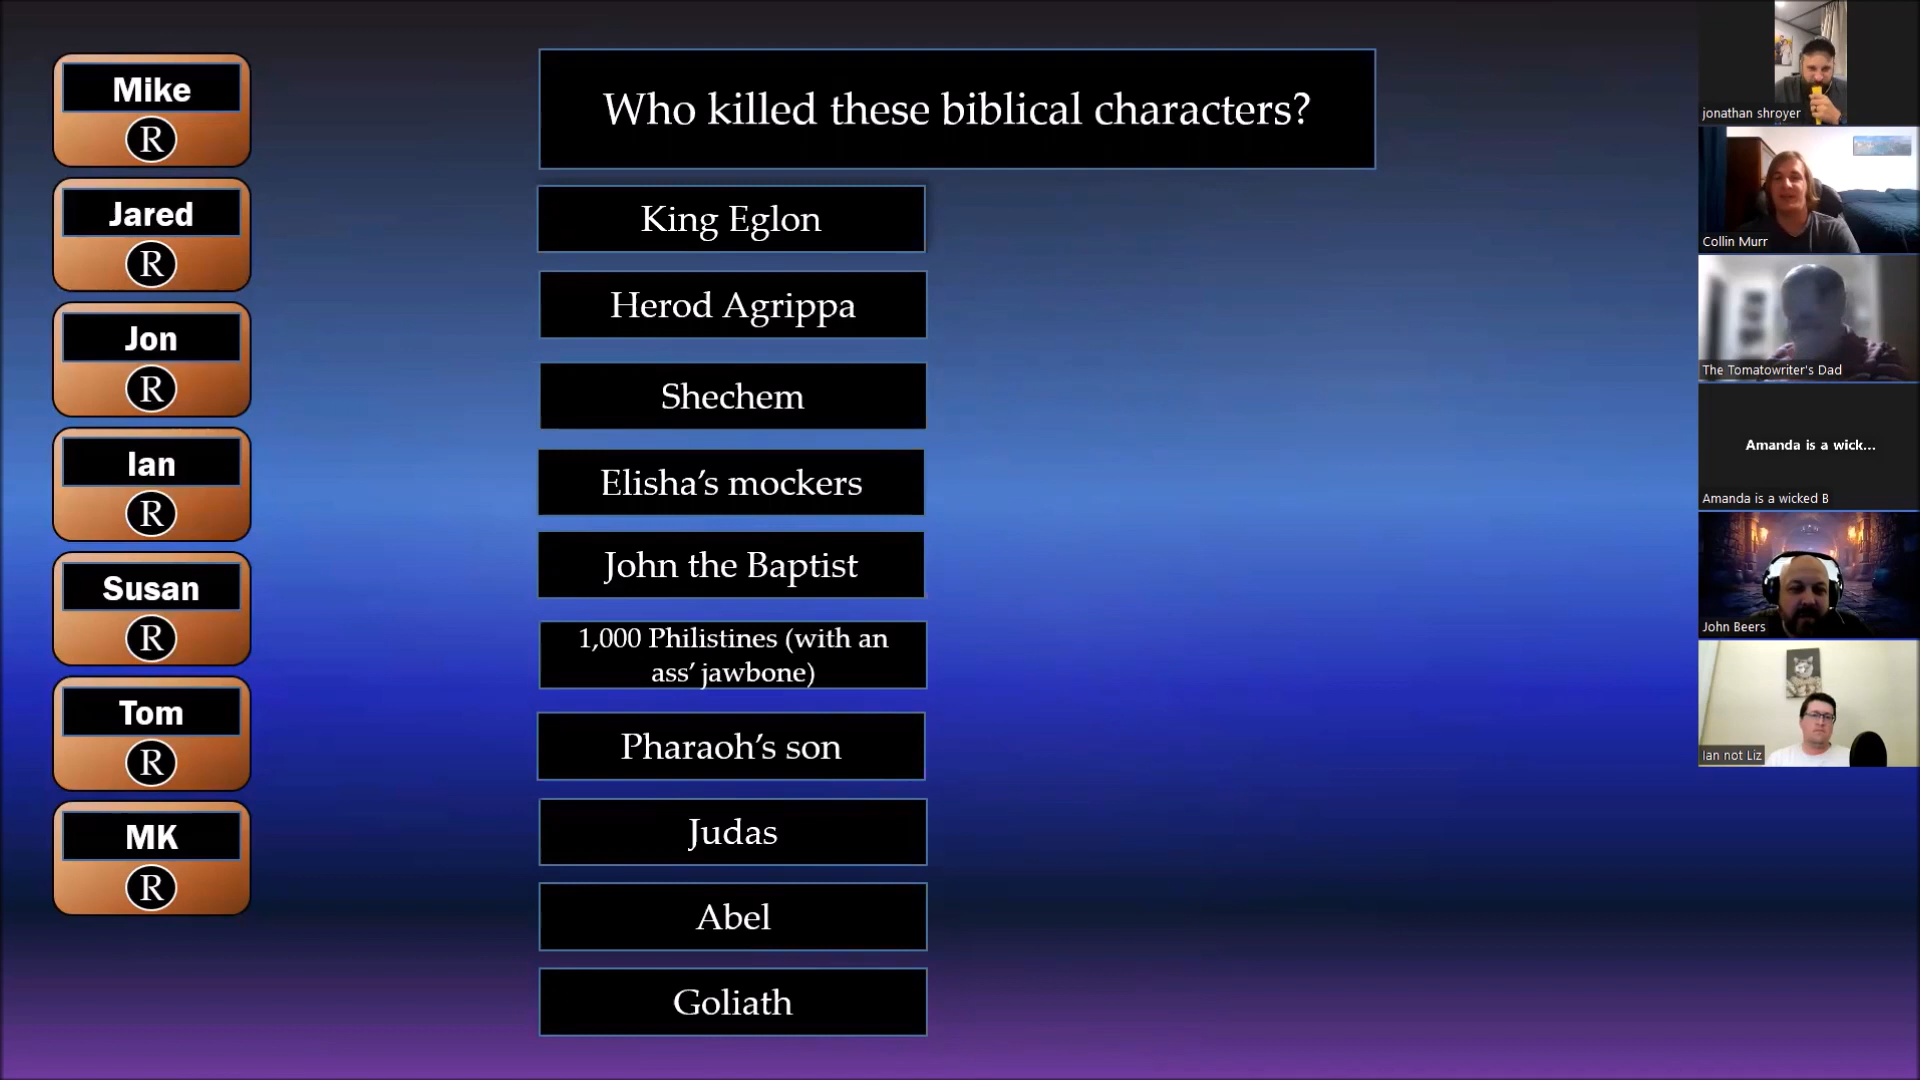 Mike
R
Jared
R
Jon
R
Ian
R
Susan
R
Tom
R
MK
R
Who killed these biblical characters?
King Eglon
Herod Agrippa
Shechem
Elisha’s mockers
John the Baptist
1,000 Philistines (with an
ass’ jawbone)
Pharaoh’s son
Judas
Abel
Goliath
jonathan shroyer
Collin Murr
The Tomatowriter's Dad
Amanda is a wick...
Amanda is a wicked B
John Beers
Ian not Liz